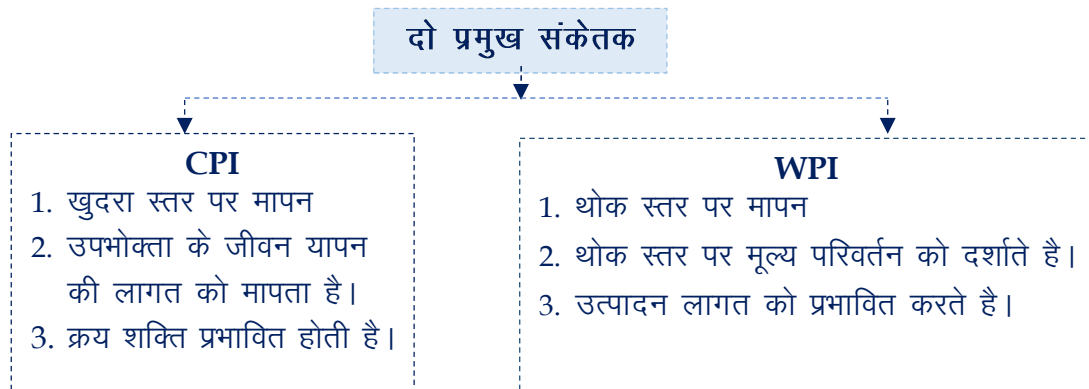 दो प्रमुख संकेतक
CPI
1. खुदरा स्तर पर मापन
2. उपभोक्ता के जीवन यापन
की लागत को मापता है।
3. क्रय शक्ति प्रभावित होती है।
WPI
1. थोक स्तर पर मापन
2. थोक स्तर पर मूल्य परिवर्तन को दर्शाते है।
3. उत्पादन लागत को प्रभावित करते है।